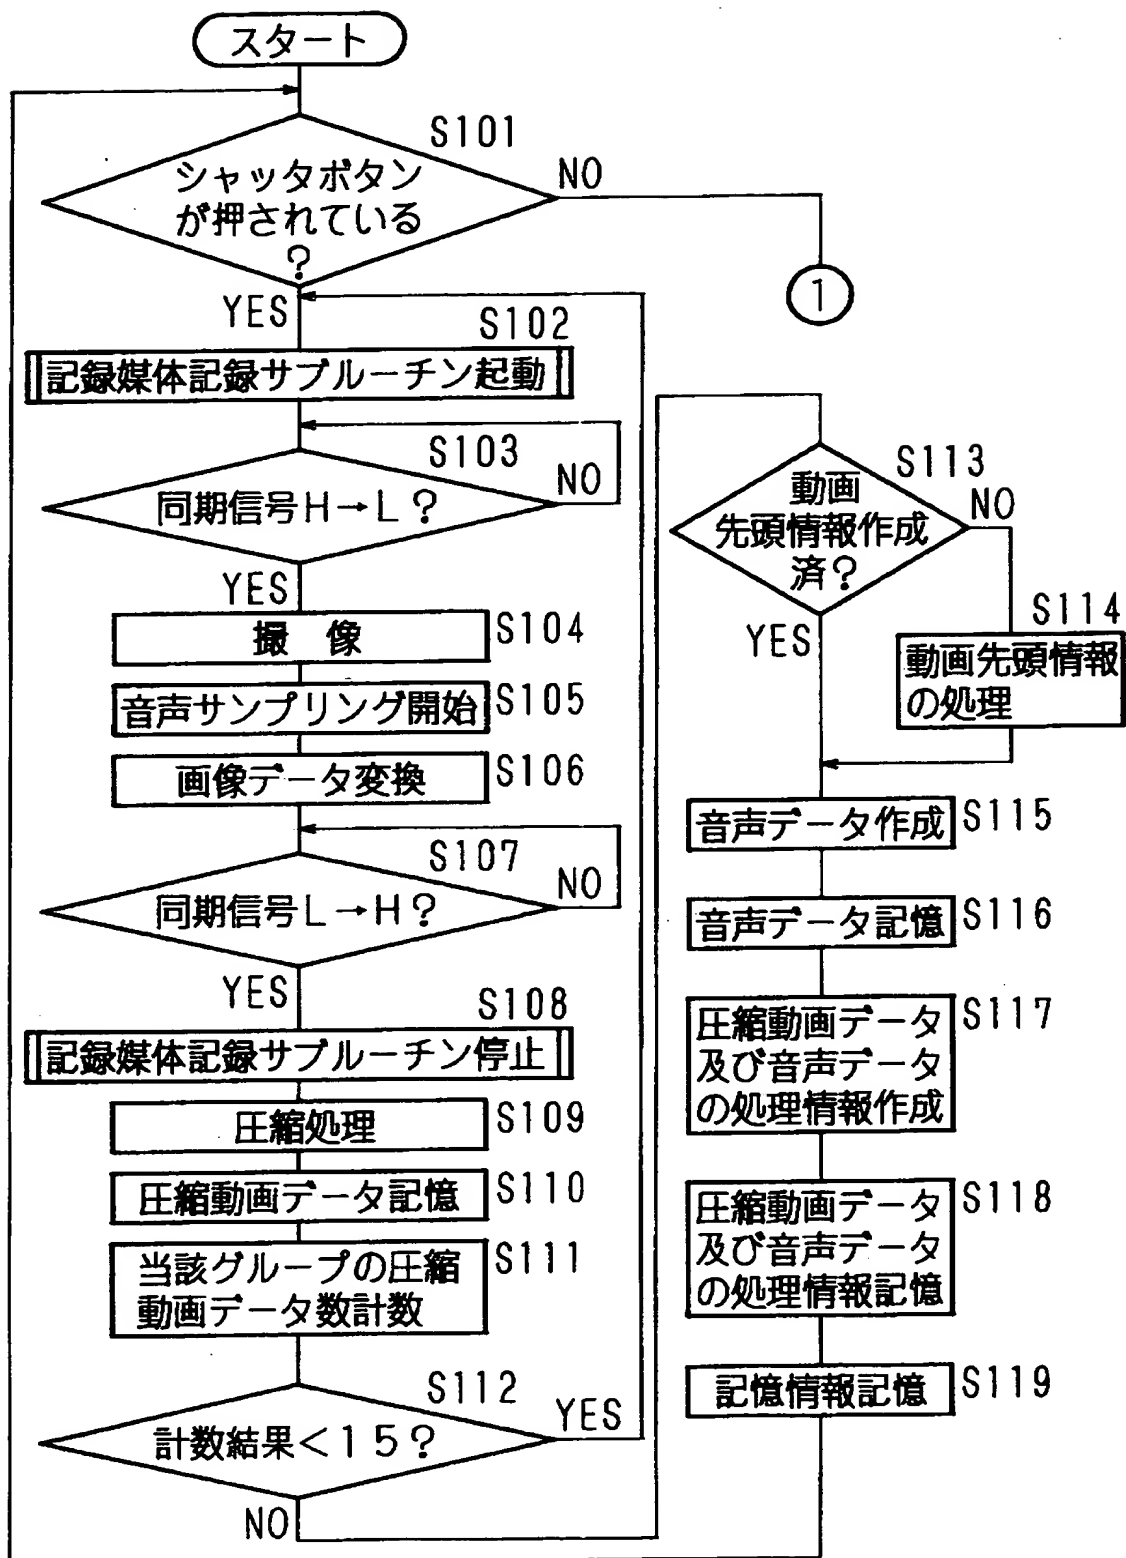 スタート
S101
シャッタボタン
が押されている
?
NO
1
YES
S102
記録媒体記録サブルーチン起動
S103
同期信号H→L?
NO
YES
撮 像
S104
音声サンプリング開始
S105
画像データ変換
S106
S107
同期信号L→H?
NO
YES
S108
記録媒体記録サブルーチン停止
圧縮処理
S109
圧縮動画データ記憶
S110
当該グループの圧縮
動画データ数計数
S111
S112
計数結果<15?
YES
NO
S113
動画
先頭情報作成
済?
NO
YES
S114
動画先頭情報
の処理
音声データ作成
S115
音声データ記憶
S116
圧縮動画データ
及び音声データ
の処理情報作成
S117
圧縮動画データ
及び音声データ
の処理情報記憶
S118
記憶情報記憶
S119